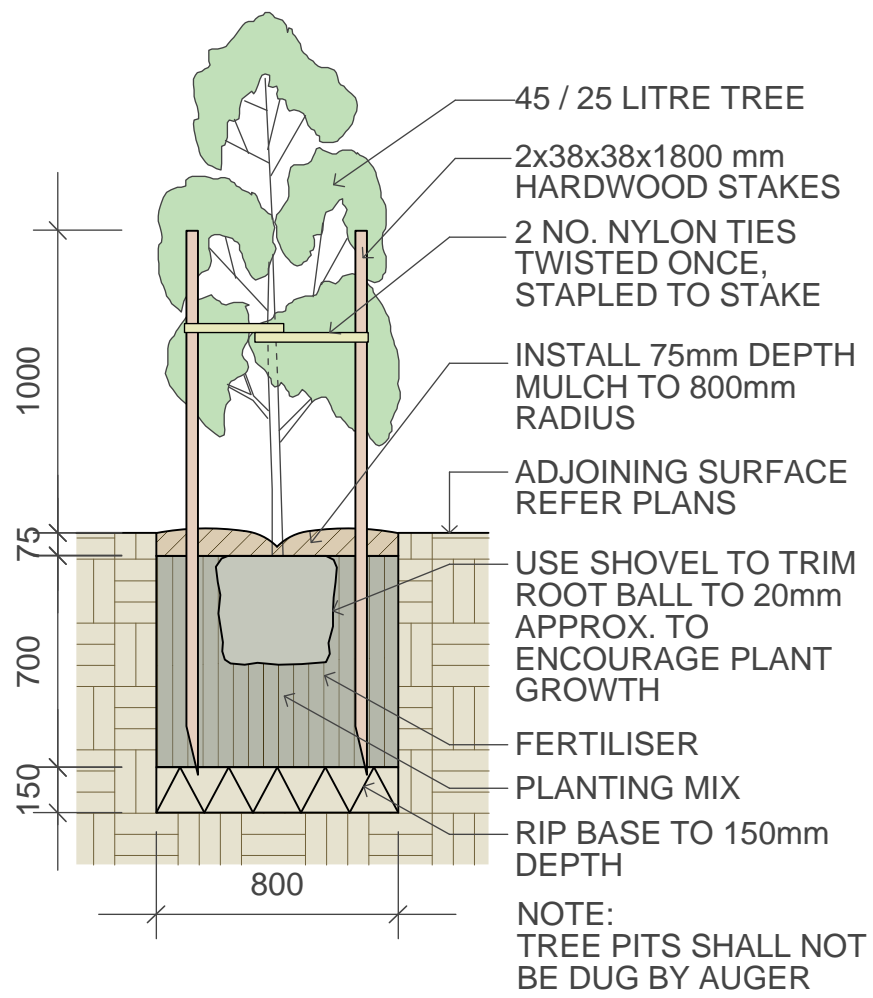 45 / 25 LITRE TREE
2x38x38x1800 mm
HARDWOOD STAKES
2 NO. NYLON TIES
TWISTED ONCE,
STAPLED TO STAKE
INSTALL 75mm DEPTH
MULCH TO 800mm
RADIUS
ADJOINING SURFACE
REFER PLANS
USE SHOVEL TO TRIM
ROOT BALL TO 20mm
APPROX. TO
ENCOURAGE PLANT
GROWTH
FERTILISER
PLANTING MIX
RIP BASE TO 150mm
DEPTH
NOTE:
TREE PITS SHALL NOT
BE DUG BY AUGER
1000
75
700
150
800